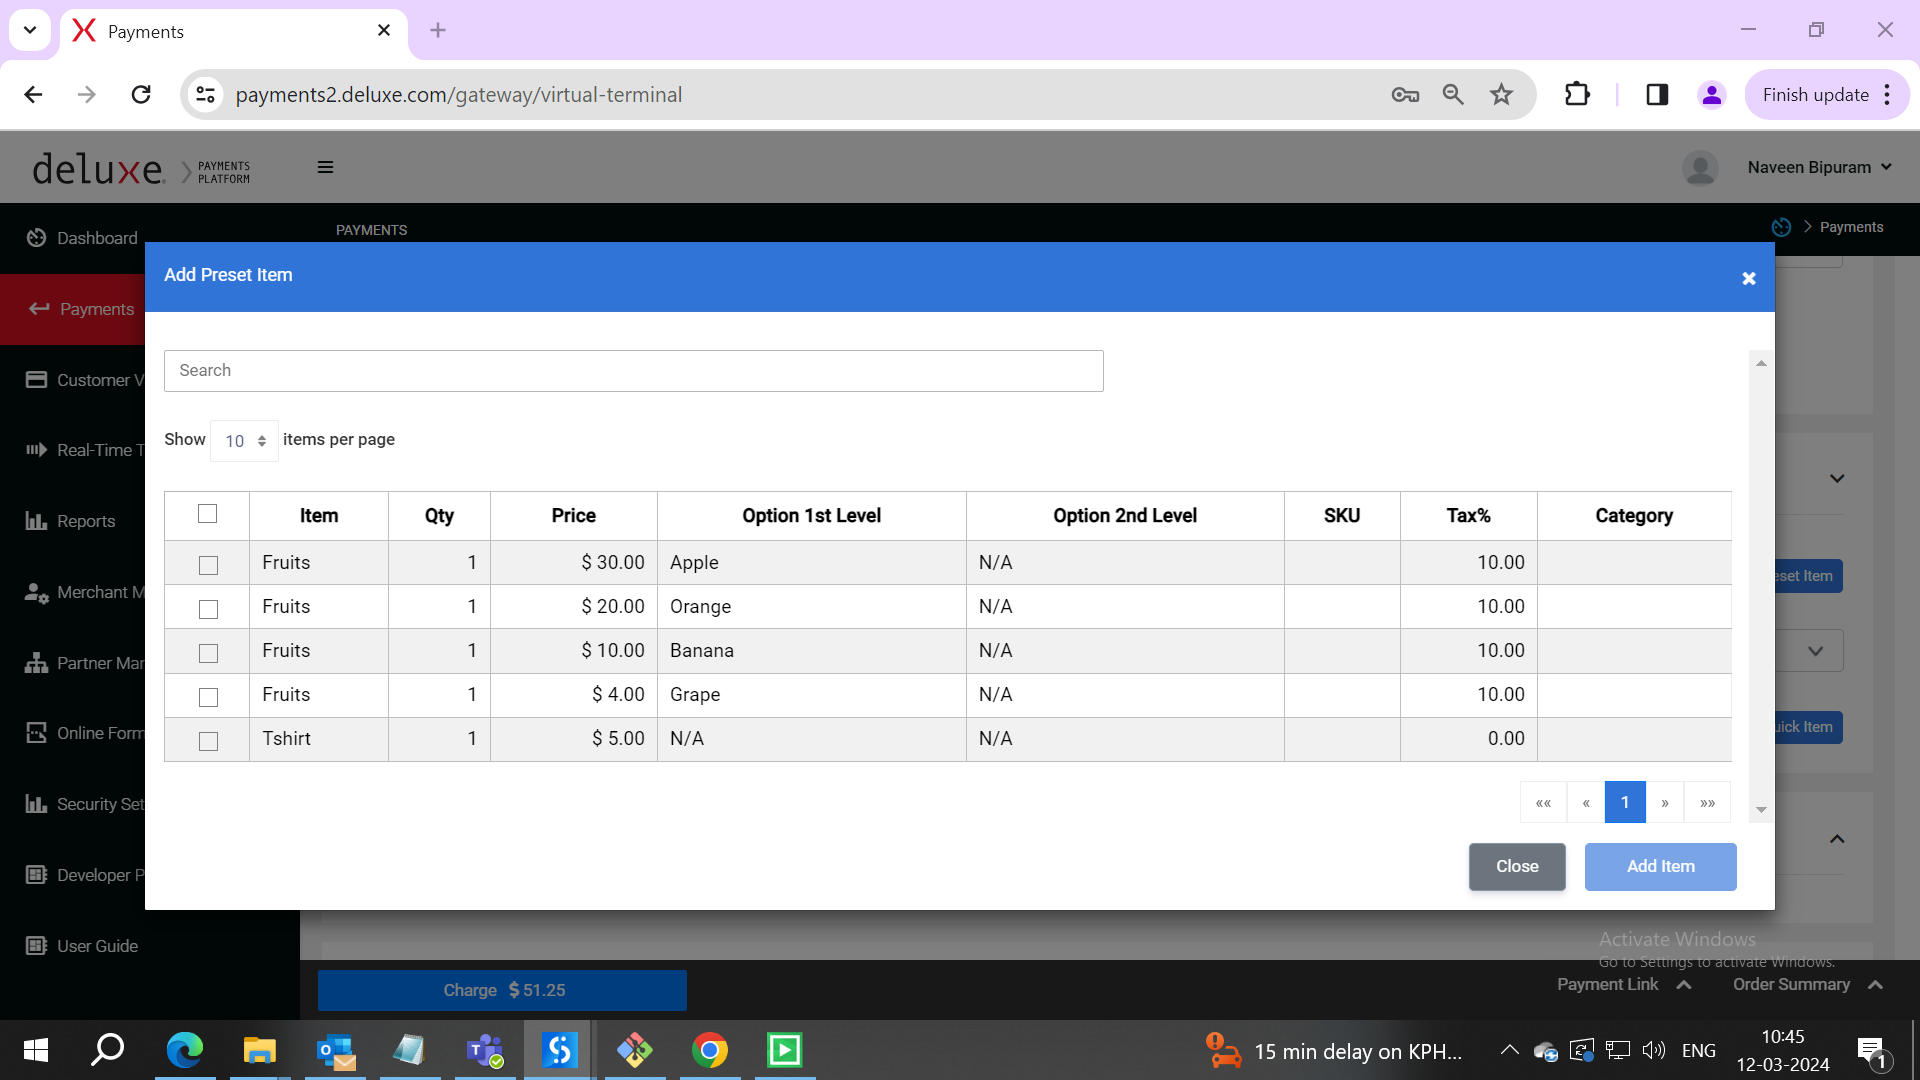 Payments
payments2.deluxe.com/gateway/virtual-terminal
Finish update
deluxe. PAYMENTS PLATFORM
Naveen Bipuram
Dashboard
PAYMENTS
Payments
Add Preset Item
Payments
Search
Customer V
Show 10 items per page
Real-Time T
Item Qty Price Option 1st Level Option 2nd Level SKU Tax% Category
Reports
Fruits 1 $ 30.00 Apple N/A 10.00
eset Item
Merchant M
Fruits 1 $ 20.00 Orange N/A 10.00
Fruits 1 $ 10.00 Banana N/A 10.00
Partner Mar
Fruits 1 $ 4.00 Grape N/A 10.00
Online Form
uick Item
Tshirt 1 $ 5.00 N/A N/A 0.00
Security Set
«« « 1 » »»
Developer P
Close Add Item
User Guide
Activate Windows
Go to Settings to activate Windows.
Charge $ 51.25
Payment Link Order Summary
15 min delay on KPH...
ENG
10:45
12-03-2024
1